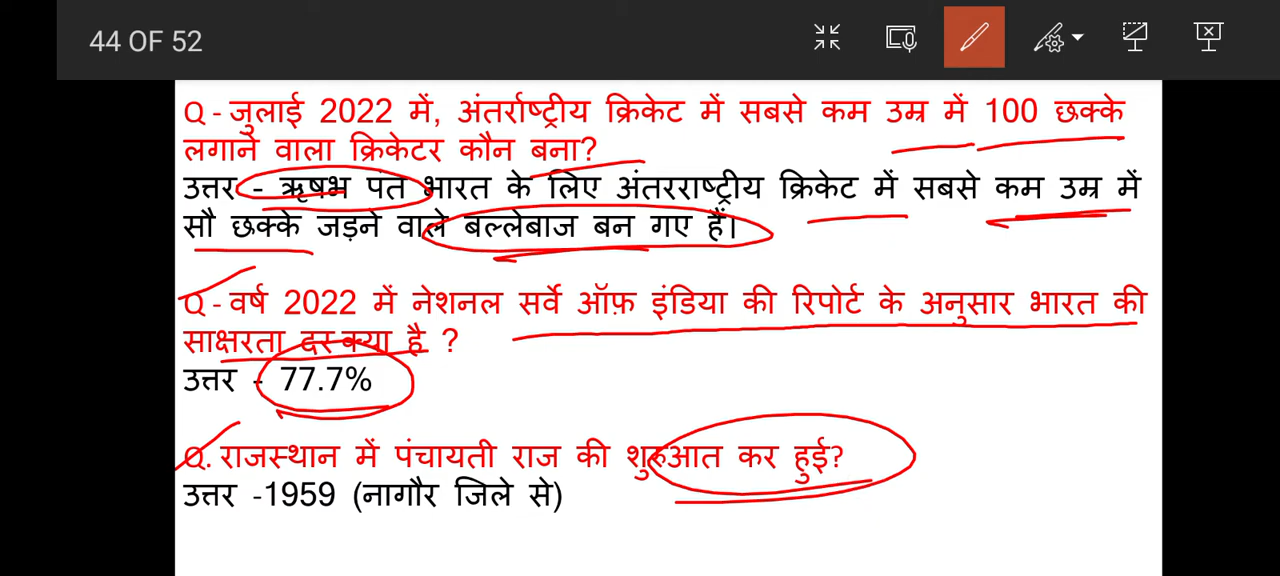 44 OF 52
Q - जुलाई 2022 में, अंतर्राष्ट्रीय क्रिकेट में सबसे कम उम्र में 100 छक्के
लगाने वाला क्रिकेटर कौन बना?
उत्तर - ऋषभ पंत भारत के लिए अंतरराष्ट्रीय क्रिकेट में सबसे कम उम्र में
सौ छक्के जड़ने वाले बल्लेबाज बन गए हैं।
Q - वर्ष 2022 में नेशनल सर्वे ऑफ़ इंडिया की रिपोर्ट के अनुसार भारत की
साक्षरता दर क्या है ?
उत्तर - 77.7%
Q. राजस्थान में पंचायती राज की शुरुआत कर हुई?
उत्तर -1959 (नागौर जिले से)